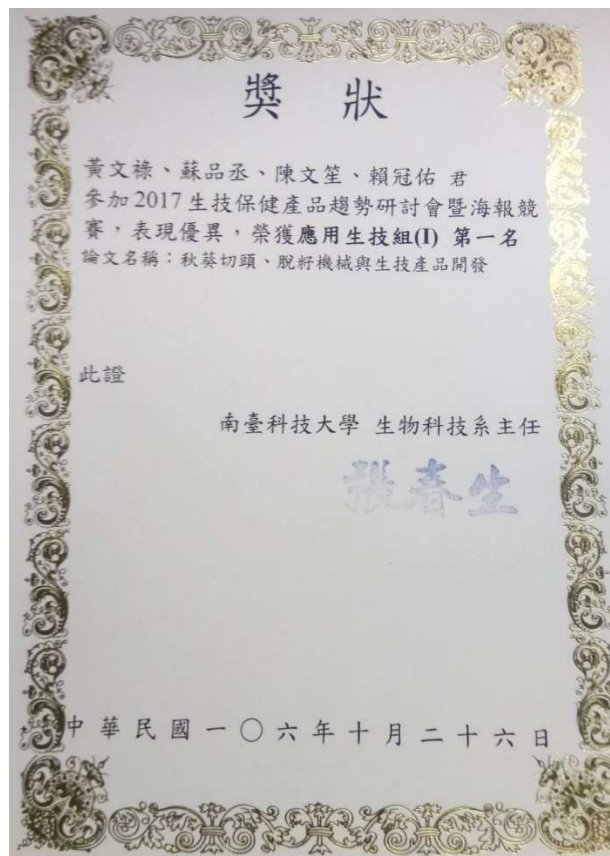 獎狀
黃文祿、蘇品丞、陳文笙、賴冠佑 君
參加 2017 生技保健產品趨勢研討會暨海報競
賽，表現優異，榮獲應用生技組(I) 第一名
論文名稱：秋葵切頭、脫籽機械與生技產品開發
此證
南臺科技大學 生物科技系主任
張春生
中華民國一〇六年十月二十六日